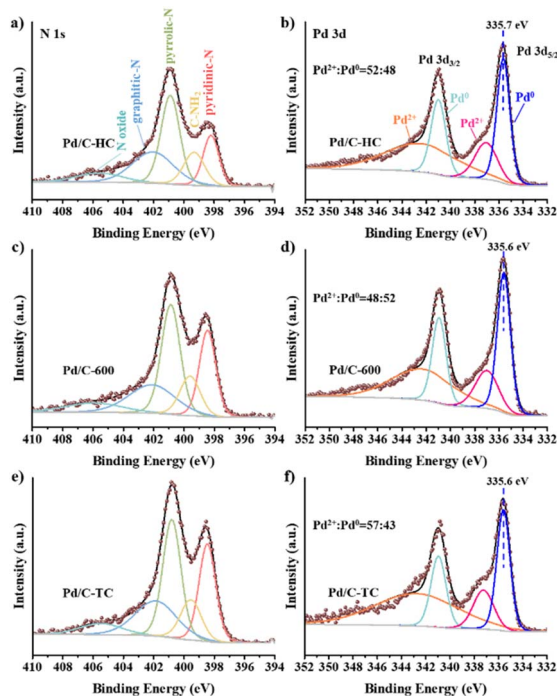 a)
N 1s
N oxide
graphitic-N
pyrrolic-N
C-NH2
pyridinic-N
Pd/C-HC
Intensity (a.u.)
410 408 406 404 402 400 398 396 394
Binding Energy (eV)
b)
Pd 3d
335.7 eV
Pd²⁺:Pd⁰=52:48
Pd 3d3/2
Pd 3d5/2
Pd²⁺
Pd⁰
Pd²⁺
Pd⁰
Pd/C-HC
Intensity (a.u.)
352 350 348 346 344 342 340 338 336 334 332
Binding Energy (eV)
c)
Pd/C-600
Intensity (a.u.)
410 408 406 404 402 400 398 396 394
Binding Energy (eV)
d)
335.6 eV
Pd²⁺:Pd⁰=48:52
Pd/C-600
Intensity (a.u.)
352 350 348 346 344 342 340 338 336 334 332
Binding Energy (eV)
e)
Pd/C-TC
Intensity (a.u.)
410 408 406 404 402 400 398 396 394
Binding Energy (eV)
f)
335.6 eV
Pd²⁺:Pd⁰=57:43
Pd/C-TC
Intensity (a.u.)
352 350 348 346 344 342 340 338 336 334 332
Binding Energy (eV)